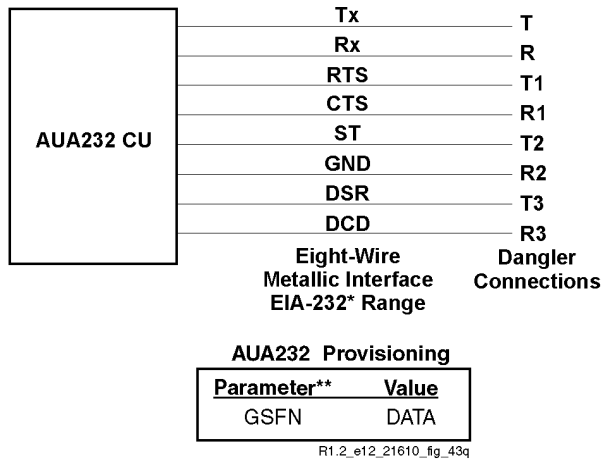 Tx
T
Rx
R
RTS
T1
CTS
R1
AUA232 CU
ST
T2
GND
R2
DSR
T3
DCD
R3
Eight-Wire
Metallic Interface
EIA-232* Range
Dangler
Connections
AUA232 Provisioning
Parameter** Value
GSFN DATA
R1.2_e12_21610_fig_43q